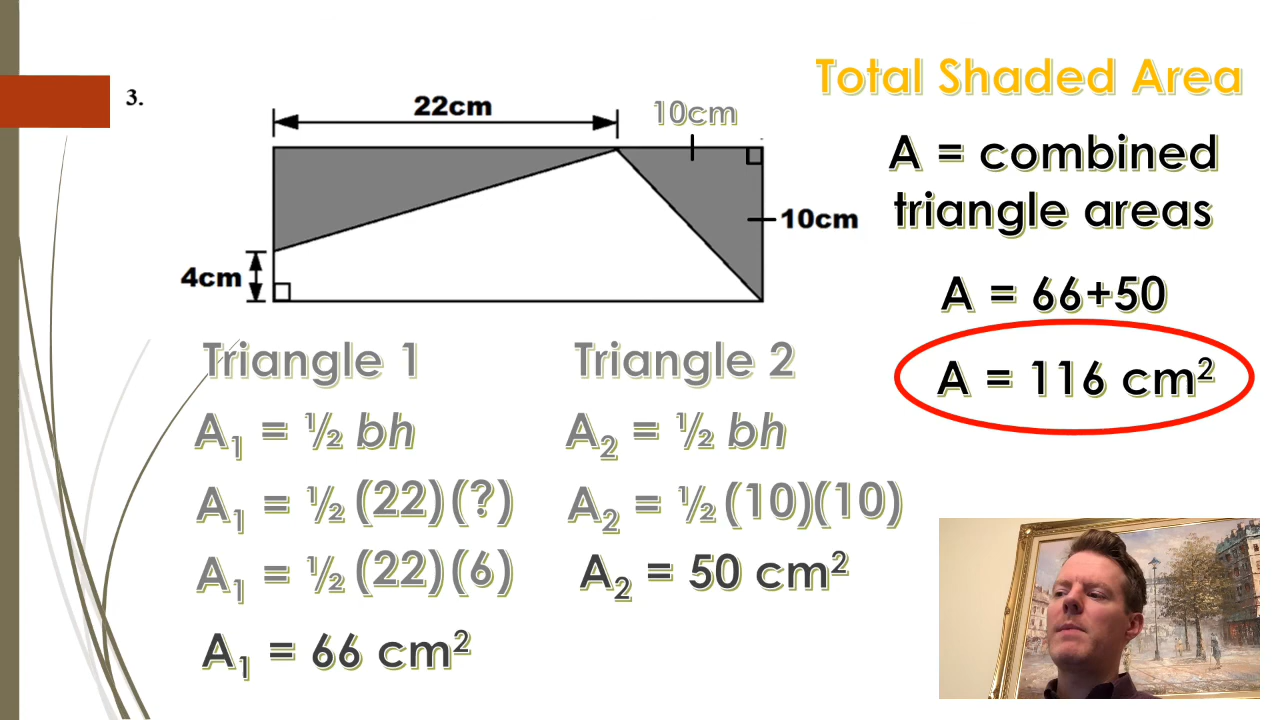 3.
22cm
10cm
10cm
4cm
Triangle 1
A₁ = ½ bh
A₁ = ½ (22)(?)
A₁ = ½ (22)(6)
A₁ = 66 cm²
Triangle 2
A₂ = ½ bh
A₂ = ½ (10)(10)
A₂ = 50 cm²
Total Shaded Area
A = combined
triangle areas
A = 66+50
A = 116 cm²